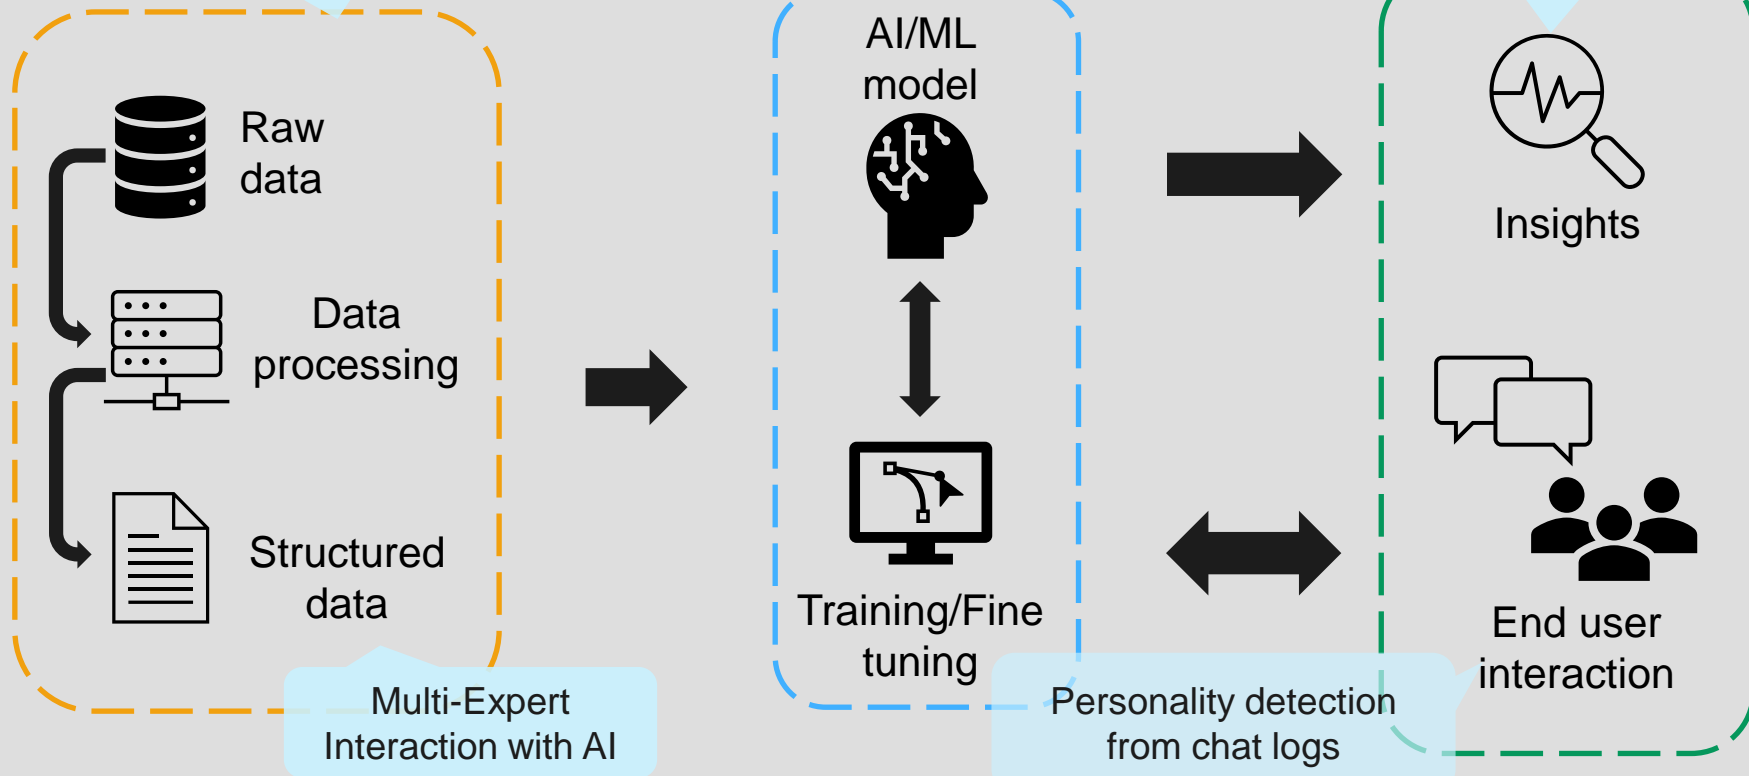 Raw
data
Data
processing
Structured
data
Multi-Expert
Interaction with AI
AI/ML
model
Training/Fine
tuning
Personality detection
from chat logs
Insights
End user
interaction